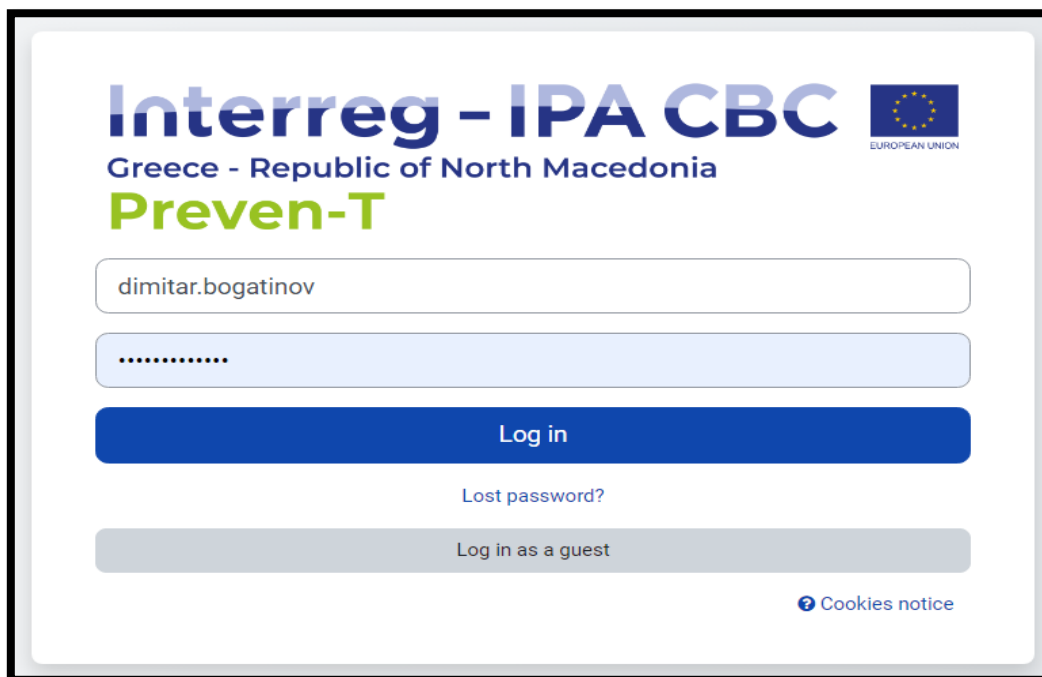 Interreg - IPA CBC
EUROPEAN UNION
Greece - Republic of North Macedonia
Preven-T
dimitar.bogatinov
•••••••••••••
Log in
Lost password?
Log in as a guest
Cookies notice